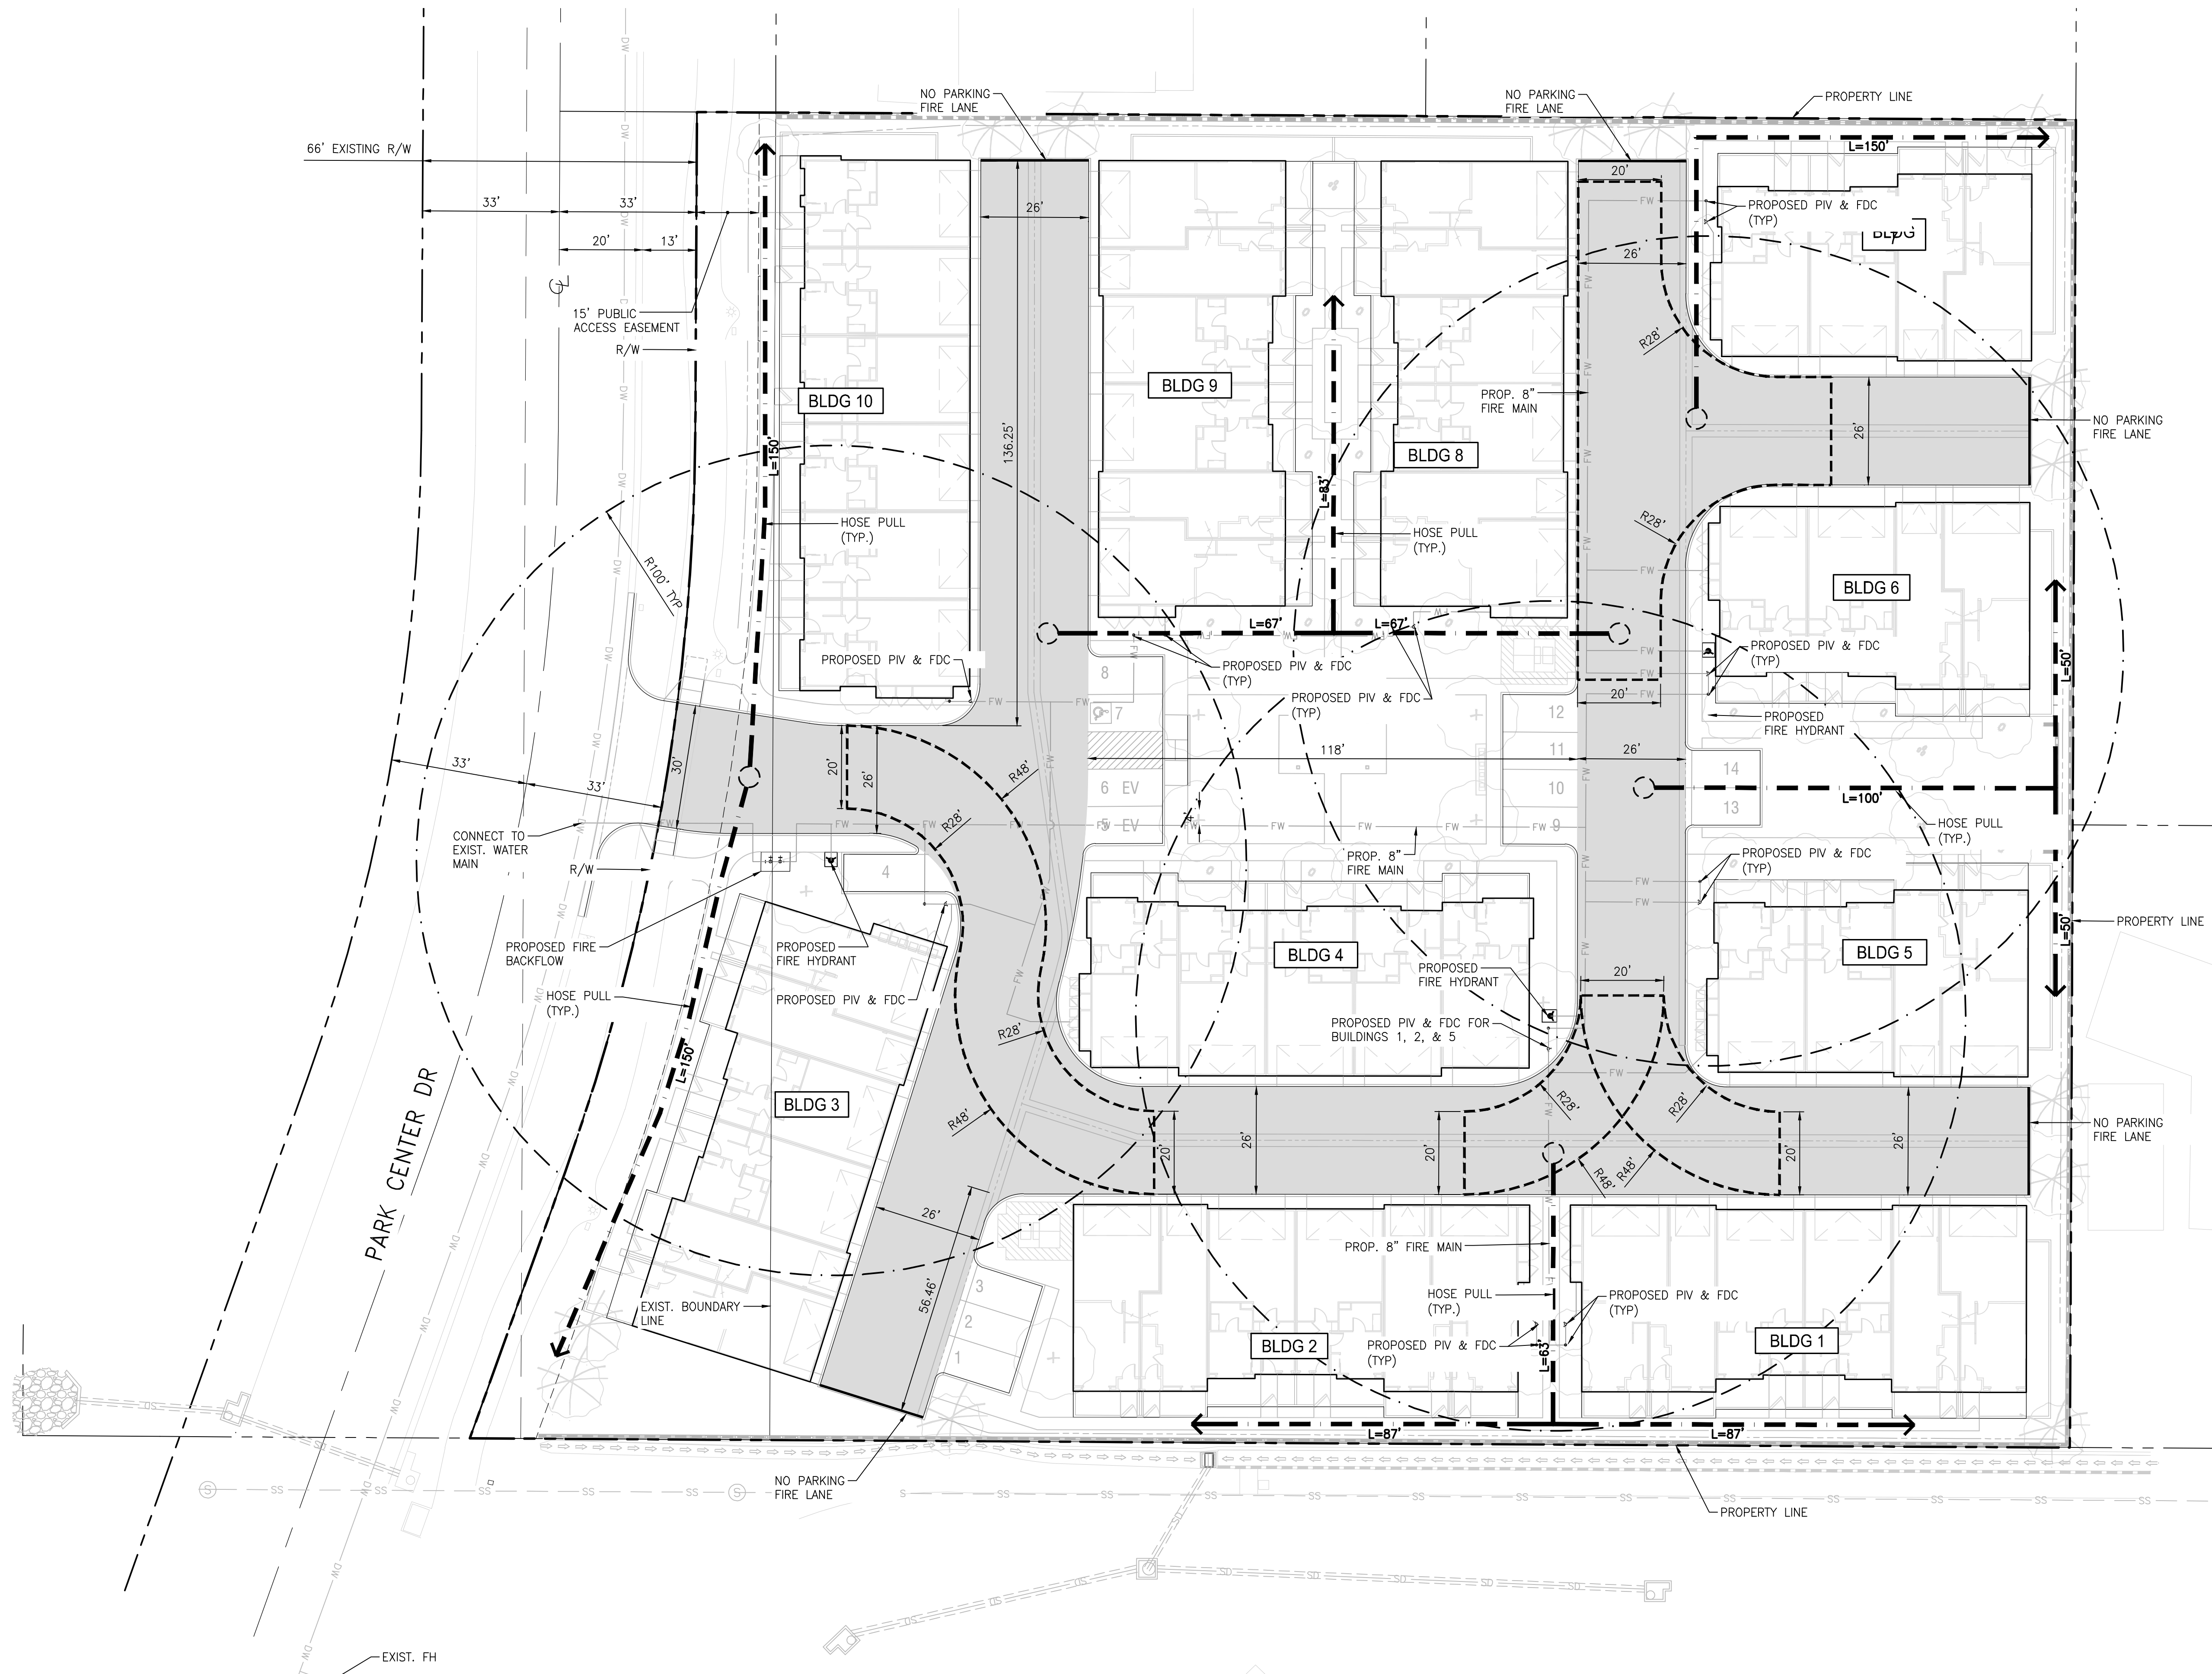 NO PARKING
FIRE LANE
NO PARKING
FIRE LANE
PROPERTY LINE
66' EXISTING R/W
L=150'
20'
33'
33'
26'
PROPOSED PIV & FDC
(TYP)
BLDG
7
20'
13'
26'
15' PUBLIC
ACCESS EASEMENT
R/W
R28'
BLDG 10
BLDG 9
PROP. 8"
FIRE MAIN
136.25'
BLDG 8
26'
NO PARKING
FIRE LANE
L=150'
L=83'
HOSE PULL
(TYP.)
HOSE PULL
(TYP.)
R28'
R100' TYP
BLDG 6
L=67'
L=67'
PROPOSED PIV & FDC
PROPOSED PIV & FDC
(TYP)
PROPOSED PIV & FDC
(TYP)
PROPOSED PIV & FDC
(TYP)
L=50'
8
7
20'
12
PROPOSED
FIRE HYDRANT
118'
11
26'
33'
33'
30'
20'
26'
R48'
6 EV
10
14
13
L=100'
R28'
5 EV
4'
9
HOSE PULL
(TYP.)
CONNECT TO
EXIST. WATER
MAIN
R/W
4
PROP. 8"
FIRE MAIN
PROPOSED PIV & FDC
(TYP)
PROPERTY LINE
L=50'
PROPOSED FIRE
BACKFLOW
PROPOSED
FIRE HYDRANT
BLDG 4
BLDG 5
PROPOSED
FIRE HYDRANT
20'
HOSE PULL
(TYP.)
PROPOSED PIV & FDC
PROPOSED PIV & FDC FOR
BUILDINGS 1, 2, & 5
R28'
L=150'
PARK CENTER DR
BLDG 3
R48'
R28'
R28'
20'
26'
20'
R48'
R48'
20'
26'
NO PARKING
FIRE LANE
26'
56.46'
PROP. 8" FIRE MAIN
3
2
1
EXIST. BOUNDARY
LINE
HOSE PULL
(TYP.)
PROPOSED PIV & FDC
(TYP)
BLDG 2
PROPOSED PIV & FDC
(TYP)
L=63'
BLDG 1
L=87'
L=87'
NO PARKING
FIRE LANE
PROPERTY LINE
EXIST. FH
FW
DW
SS
SD
S